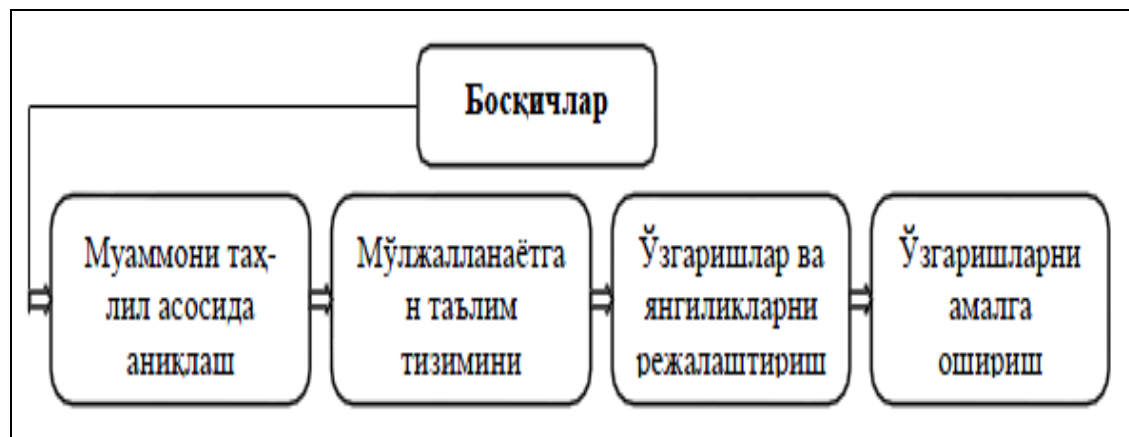 Босқичлар
Муаммони таҳ-
лил асосида
аниқлаш
Мўлжалланаётга
н таълим
тизимини
Ўзгаришлар ва
янгиликларни
режалаштириш
Ўзгаришларни
амалга
ошириш